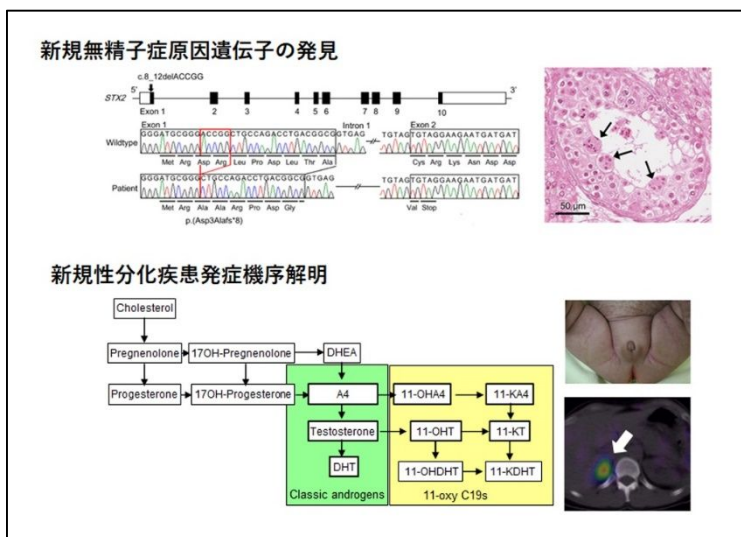 新規無精子症原因遺伝子の発見
c.8_12delACCGG
5' 3'
STX2
Exon 1 2 3 4 5 6 7 8 9 10
Exon 1 Intron 1 Exon 2
GGGATGCGGGACCGGCTGCCAGACCTGACGGCGGTGAG TGTAGTGTAGGAAGAATGATGAT
Wildtype
Met Arg Asp Arg Leu Pro Asp Leu Thr Ala Cys Arg Lys Asn Asp Asp
GGGATGCGGGCTGCCAGACCTGACGGCGGTGAG TGTAGTGTAGGAAGAATGATGAT
Patient
Met Arg Ala Ala Arg Pro Asp Gly Val Stop
p.(Asp3Alafs*8)
50 µm
新規性分化疾患発症機序解明
Cholesterol
Pregnenolone 17OH-Pregnenolone DHEA
Progesterone 17OH-Progesterone A4 11-OHA4 11-KA4
Testosterone 11-OHT 11-KT
DHT 11-OHDHT 11-KDHT
Classic androgens 11-oxy C19s